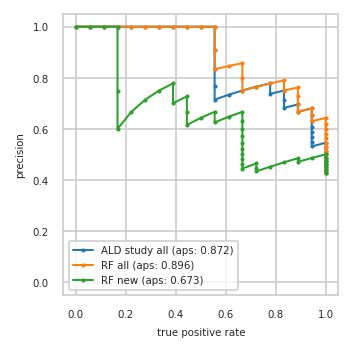 1.0
0.8
0.6
0.4
0.2
0.0
precision
ALD study all (aps: 0.872)
RF all (aps: 0.896)
RF new (aps: 0.673)
0.0 0.2 0.4 0.6 0.8 1.0
true positive rate